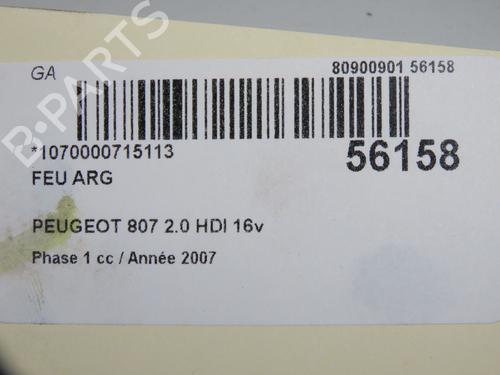 GA
80900901 56158
*1070000715113
56158
FEU ARG
PEUGEOT 807 2.0 HDI 16v
Phase 1 cc / Année 2007
B-PARTS